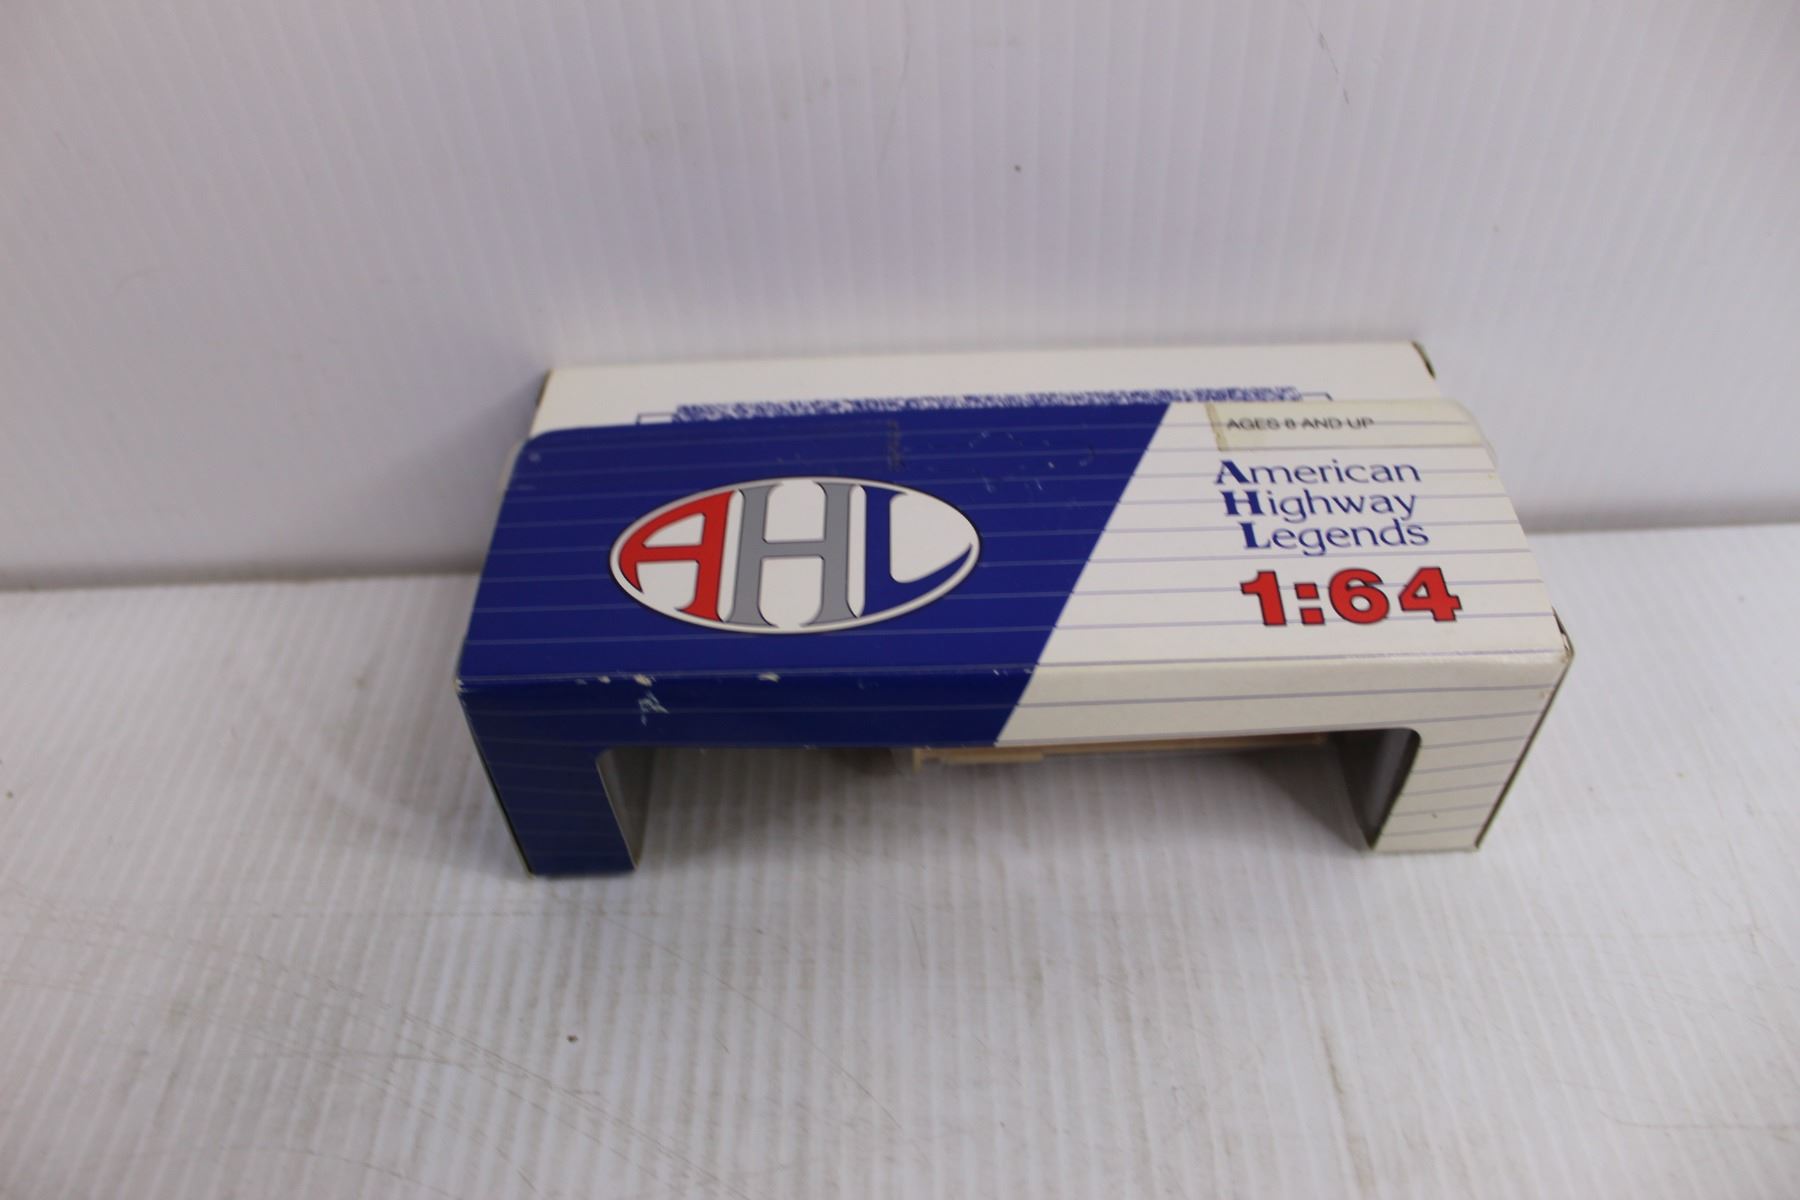 AHL
AGES 8 AND UP
American
Highway
Legends
1:64